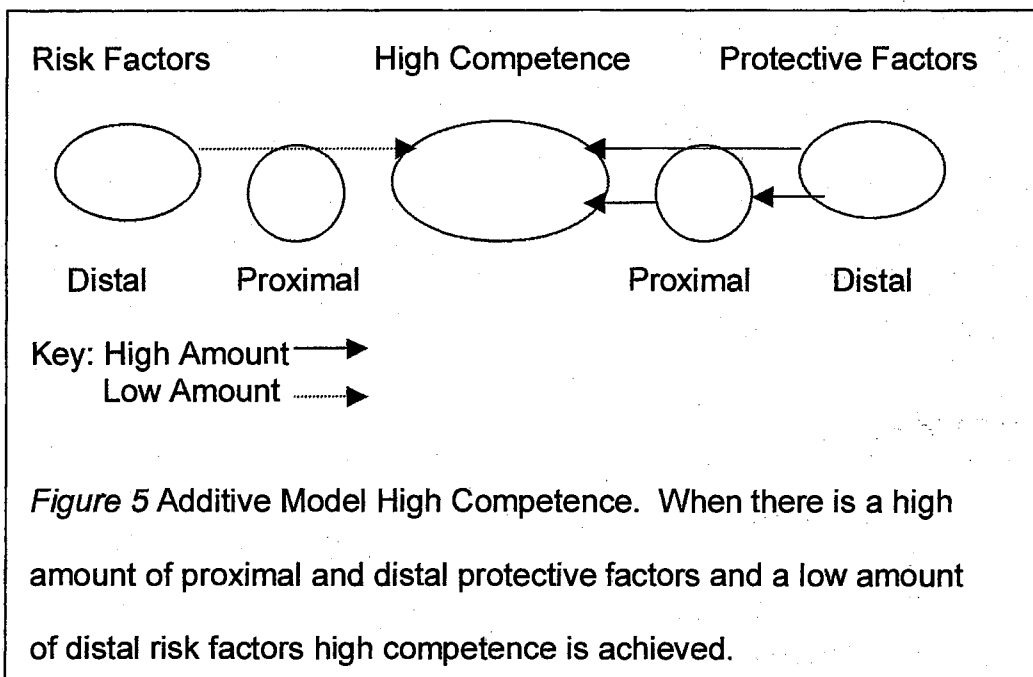 Risk Factors High Competence Protective Factors
Distal Proximal Proximal Distal
Key: High Amount
Low Amount
Figure 5 Additive Model High Competence. When there is a high
amount of proximal and distal protective factors and a low amount
of distal risk factors high competence is achieved.